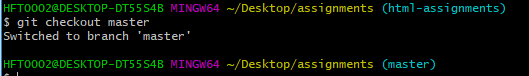 HFT0002@DESKTOP-DT55S4B MINGW64 ~/Desktop/assignments (html-assignments)
$ git checkout master
Switched to branch 'master'
HFT0002@DESKTOP-DT55S4B MINGW64 ~/Desktop/assignments (master)
$